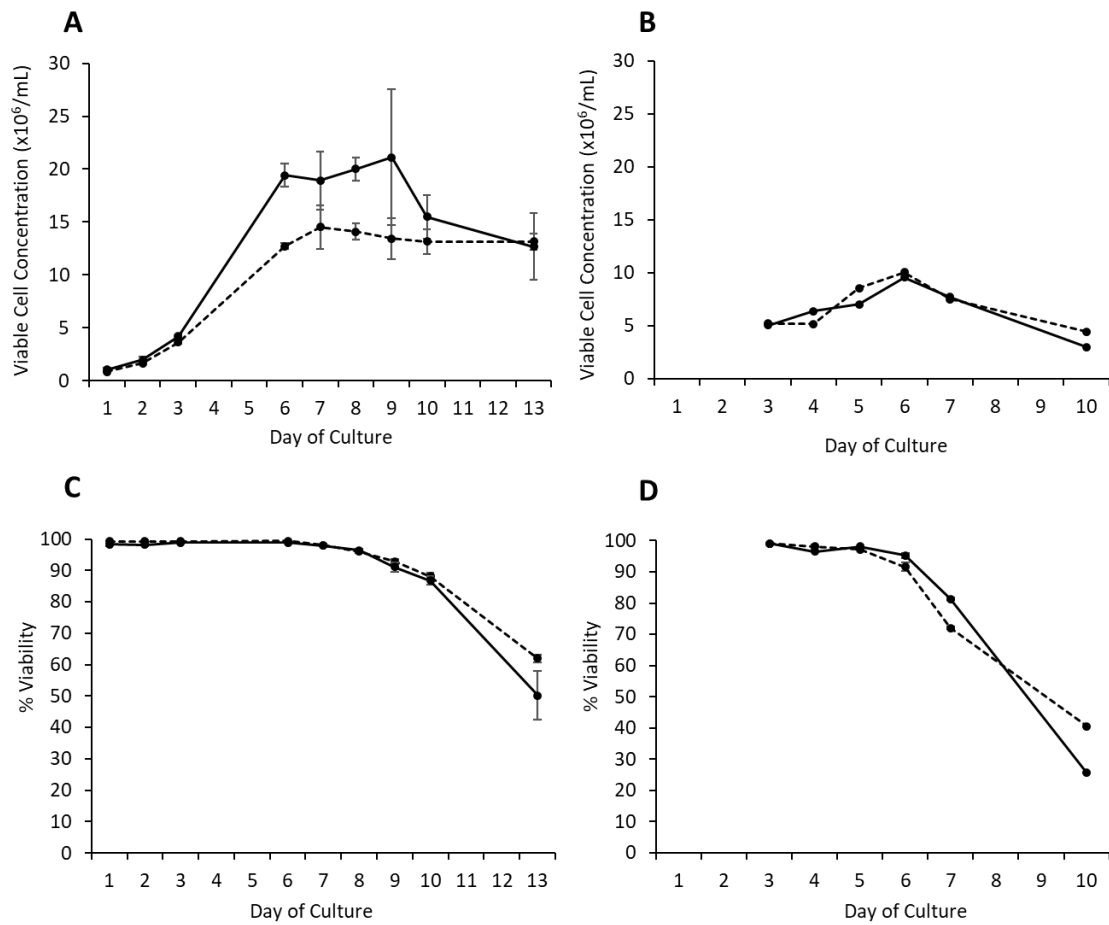 A
Viable Cell Concentration (x10⁶/mL)
30
25
20
15
10
5
0
1 2 3 4 5 6 7 8 9 10 11 12 13
Day of Culture
B
Viable Cell Concentration (x10⁶/mL)
30
25
20
15
10
5
0
1 2 3 4 5 6 7 8 9 10
Day of Culture
C
% Viability
100
90
80
70
60
50
40
30
20
10
0
1 2 3 4 5 6 7 8 9 10 11 12 13
Day of Culture
D
% Viability
100
90
80
70
60
50
40
30
20
10
0
1 2 3 4 5 6 7 8 9 10
Day of Culture